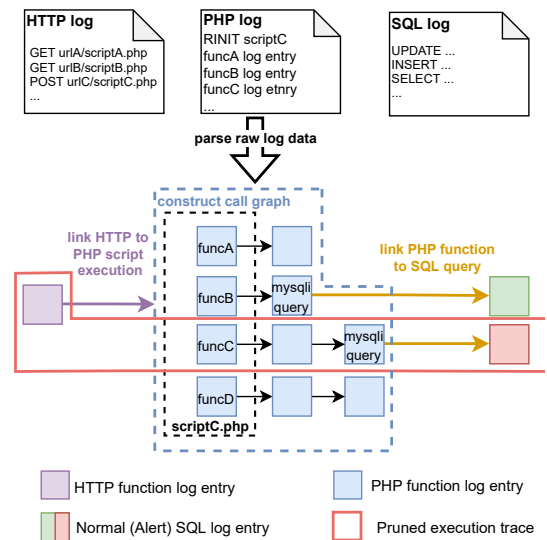 HTTP log
GET urlA/scriptA.php
GET urlB/scriptB.php
POST urlC/scriptC.php
...
PHP log
RINIT scriptC
funcA log entry
funcB log entry
funcC log etnry
...
SQL log
UPDATE ...
INSERT ...
SELECT ...
...
parse raw log data
construct call graph
link HTTP to
PHP script
execution
link PHP function
to SQL query
funcA
funcB
mysqli
query
funcC
mysqli
query
funcD
scriptC.php
HTTP function log entry
PHP function log entry
Normal (Alert) SQL log entry
Pruned execution trace